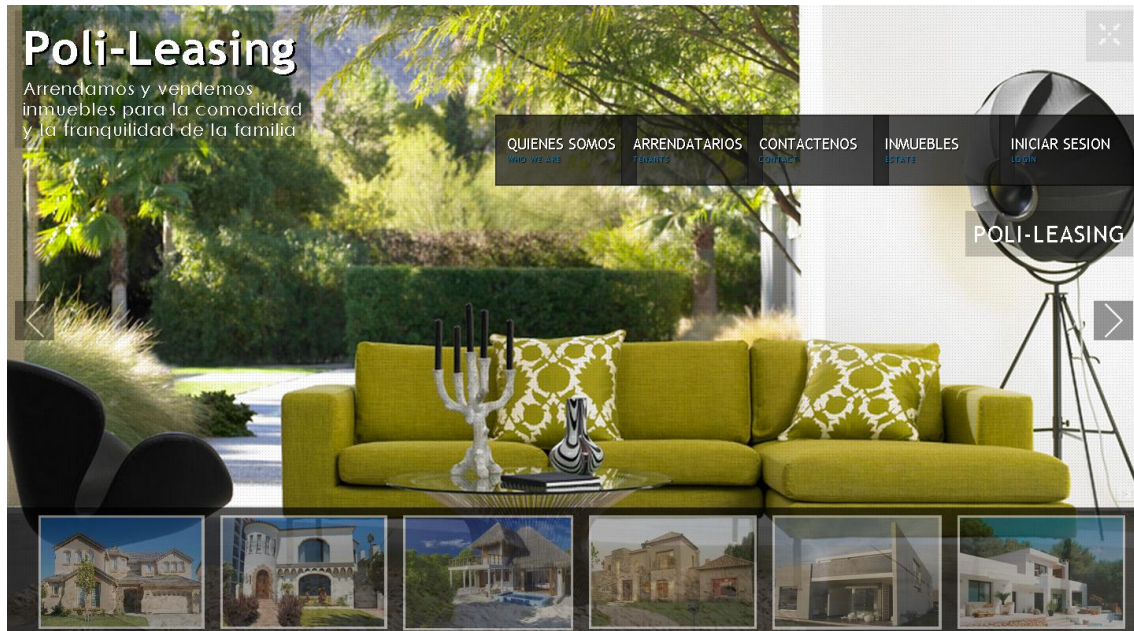 Poli-Leasing
Arrendamos y vendemos
inmuebles para la comodidad
y la franquilidad de la familia
QUIENES SOMOS
WHO WE ARE
ARRENDATARIOS
TENANTS
CONTACTENOS
CONTACT
INMUEBLES
ESTATE
INICIAR SESION
LOGIN
POLI-LEASING